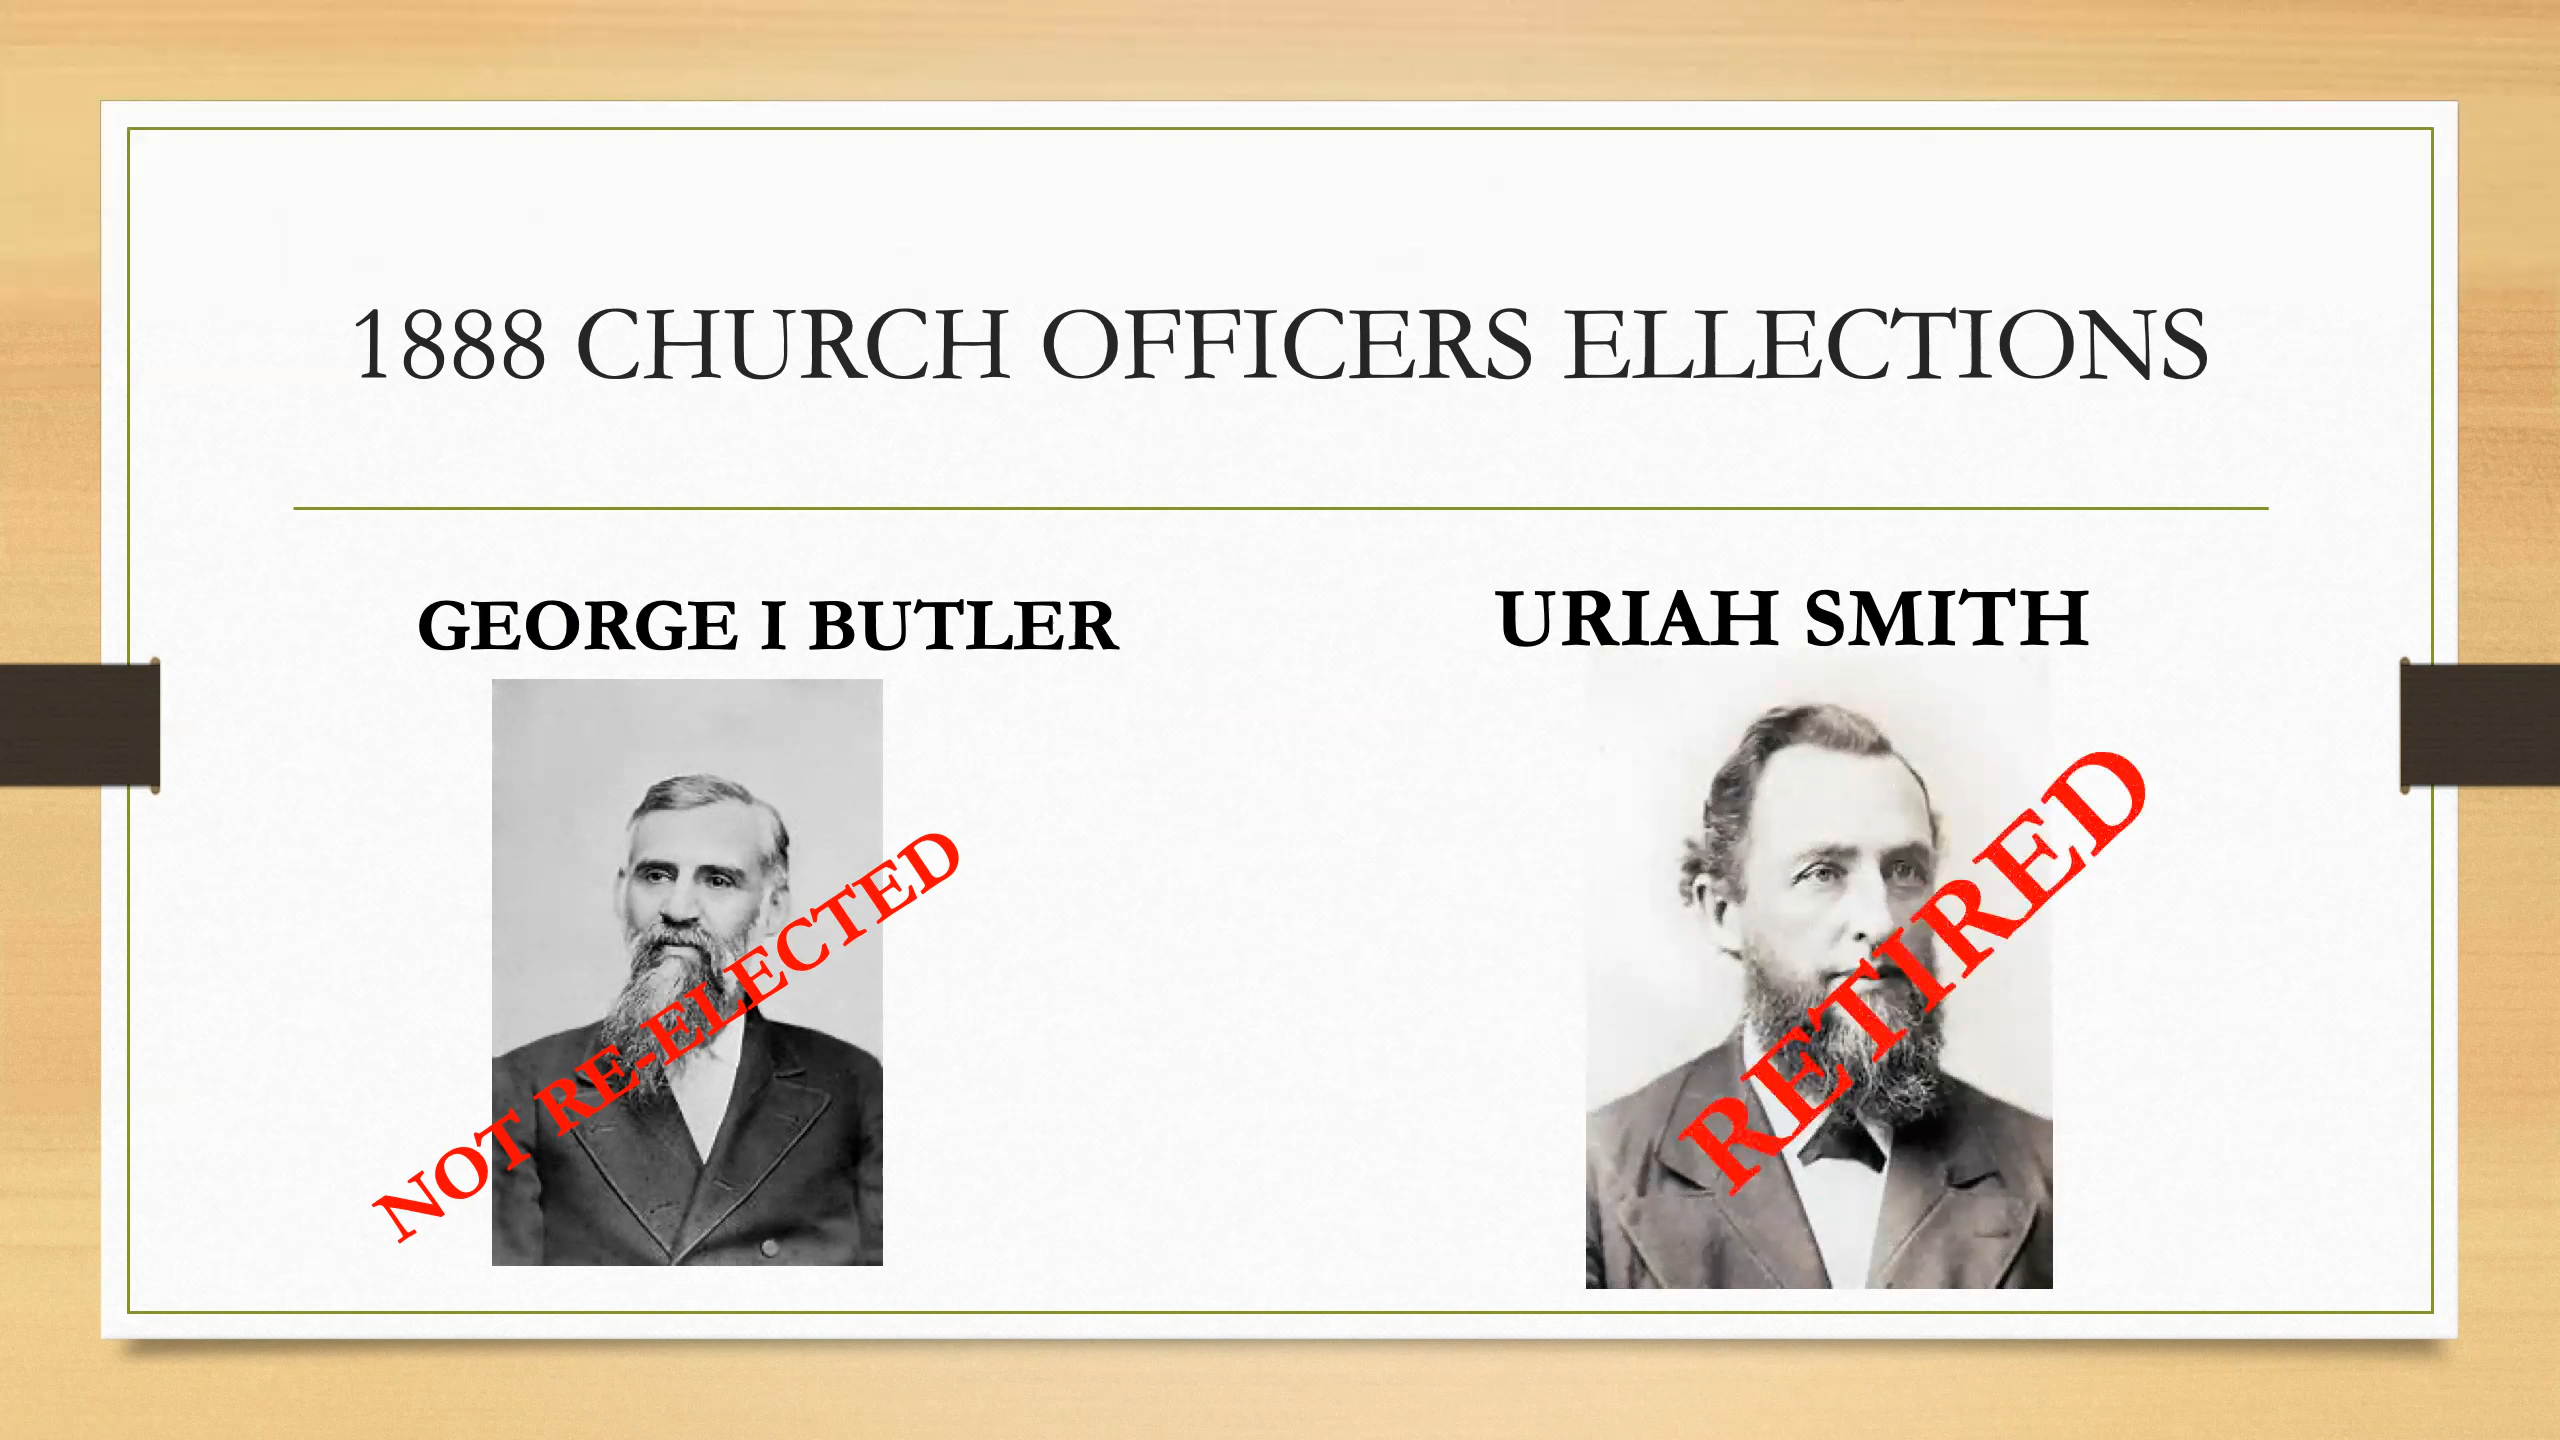 1888 CHURCH OFFICERS ELLECTIONS
GEORGE I BUTLER
NOT RE-ELECTED
URIAH SMITH
RETIRED